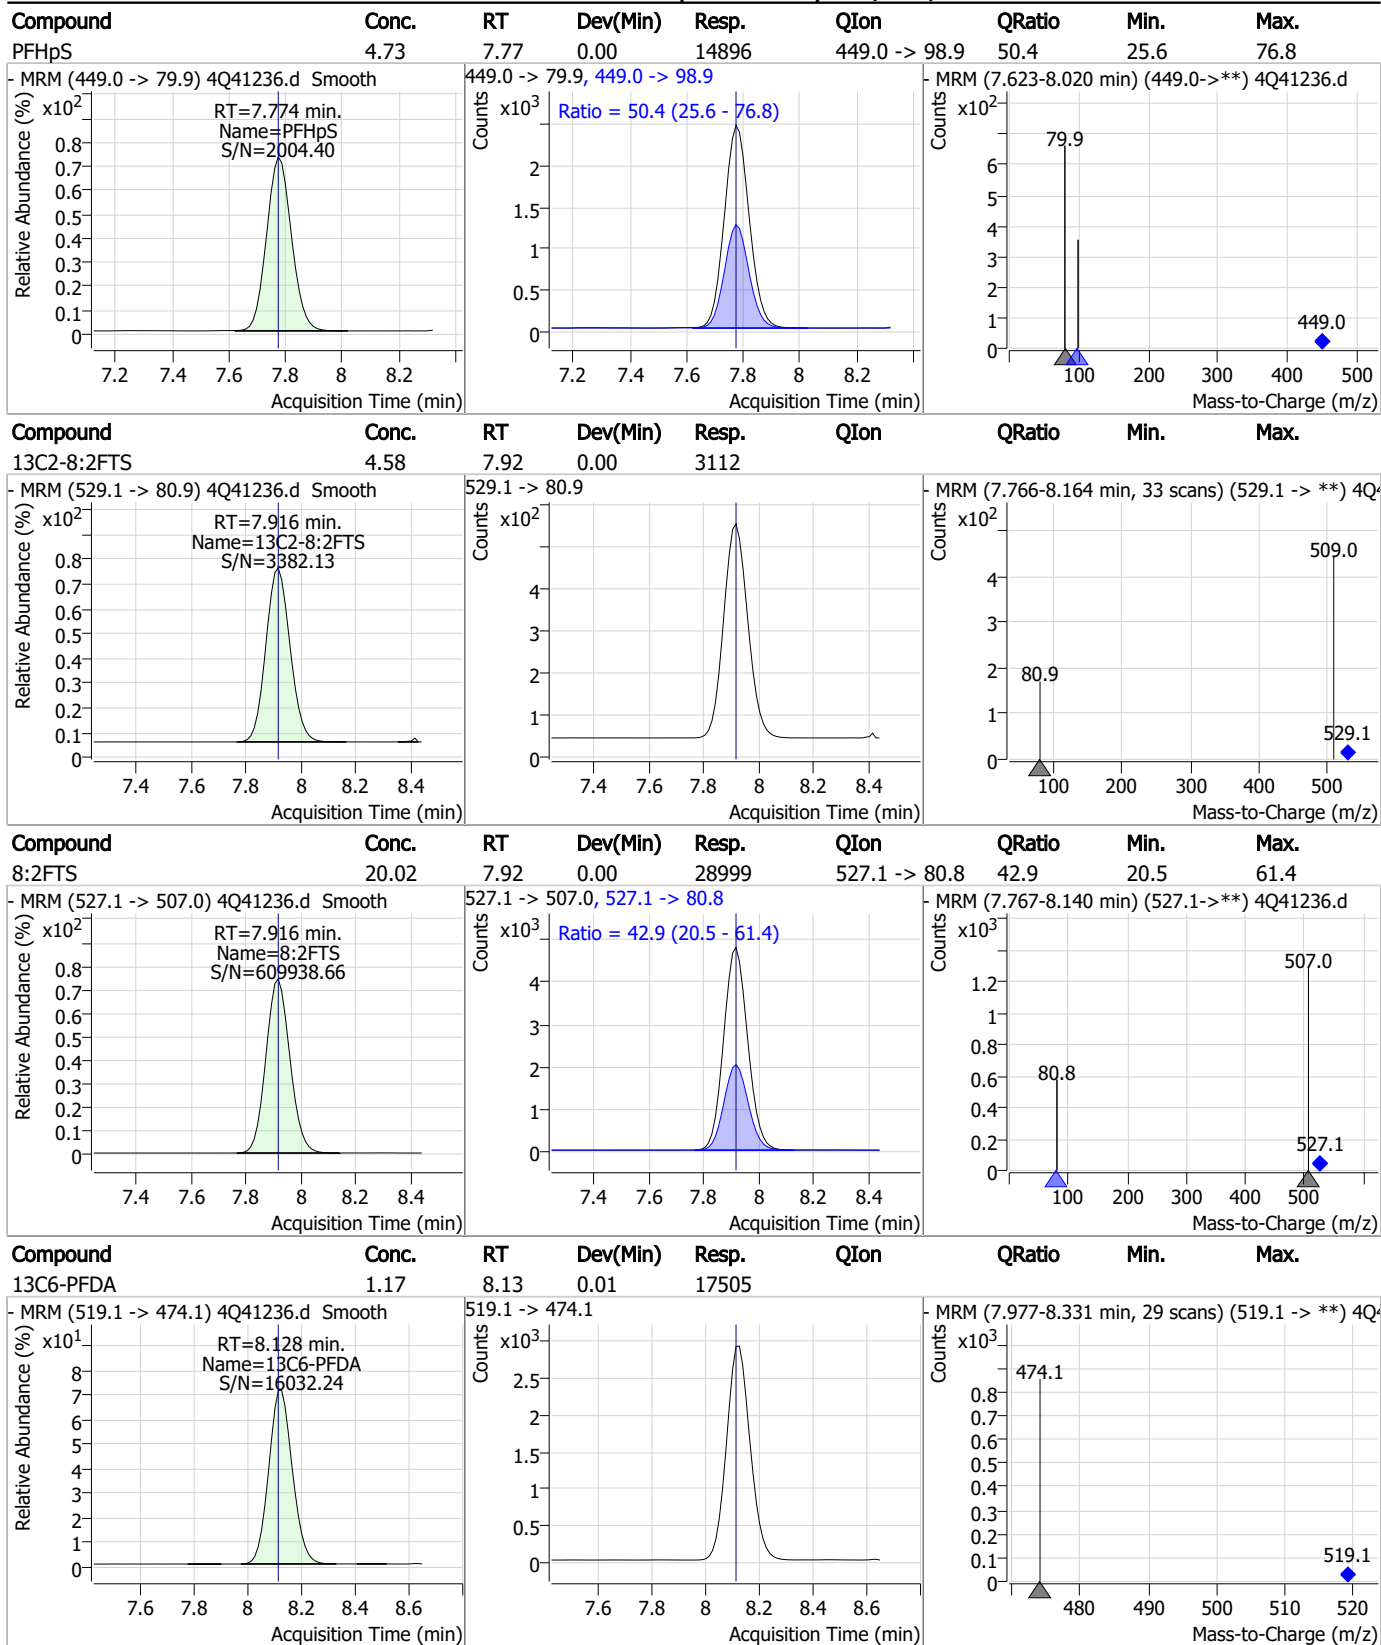 Compound Conc. RT Dev(Min) Resp. QIon QRatio Min. Max.
PFHpS 4.73 7.77 0.00 14896 449.0 -> 98.9 50.4 25.6 76.8
- MRM (449.0 -> 79.9) 4Q41236.d Smooth
Relative Abundance (%)
x10 2
RT=7.774 min.
Name=PFHpS
S/N=2004.40
0.8
0.7
0.6
0.5
0.4
0.3
0.2
0.1
0
7.2 7.4 7.6 7.8 8 8.2
Acquisition Time (min)
449.0 -> 79.9, 449.0 -> 98.9
Counts
x10 3
Ratio = 50.4 (25.6 - 76.8)
2
1.5
1
0.5
0
7.2 7.4 7.6 7.8 8 8.2
Acquisition Time (min)
- MRM (7.623-8.020 min) (449.0->**) 4Q41236.d
Counts
x10 2
79.9
6
5
4
3
2
1
0
449.0
100 200 300 400 500
Mass-to-Charge (m/z)
Compound Conc. RT Dev(Min) Resp. QIon QRatio Min. Max.
13C2-8:2FTS 4.58 7.92 0.00 3112
- MRM (529.1 -> 80.9) 4Q41236.d Smooth
Relative Abundance (%)
x10 2
RT=7.916 min.
Name=13C2-8:2FTS
S/N=3382.13
0.8
0.7
0.6
0.5
0.4
0.3
0.2
0.1
0
7.4 7.6 7.8 8 8.2 8.4
Acquisition Time (min)
529.1 -> 80.9
Counts
x10 2
4
3
2
1
0
7.4 7.6 7.8 8 8.2 8.4
Acquisition Time (min)
- MRM (7.766-8.164 min, 33 scans) (529.1 -> **) 4Q4
Counts
x10 2
509.0
4
3
2
1
0
80.9
529.1
100 200 300 400 500
Mass-to-Charge (m/z)
Compound Conc. RT Dev(Min) Resp. QIon QRatio Min. Max.
8:2FTS 20.02 7.92 0.00 28999 527.1 -> 80.8 42.9 20.5 61.4
- MRM (527.1 -> 507.0) 4Q41236.d Smooth
Relative Abundance (%)
x10 2
RT=7.916 min.
Name=8:2FTS
S/N=609938.66
0.8
0.7
0.6
0.5
0.4
0.3
0.2
0.1
0
7.4 7.6 7.8 8 8.2 8.4
Acquisition Time (min)
527.1 -> 507.0, 527.1 -> 80.8
Counts
x10 3
Ratio = 42.9 (20.5 - 61.4)
4
3
2
1
0
7.4 7.6 7.8 8 8.2 8.4
Acquisition Time (min)
- MRM (7.767-8.140 min) (527.1->**) 4Q41236.d
Counts
x10 3
507.0
1.2
1
0.8
0.6
0.4
0.2
0
80.8
527.1
100 200 300 400 500
Mass-to-Charge (m/z)
Compound Conc. RT Dev(Min) Resp. QIon QRatio Min. Max.
13C6-PFDA 1.17 8.13 0.01 17505
- MRM (519.1 -> 474.1) 4Q41236.d Smooth
Relative Abundance (%)
x10 1
RT=8.128 min.
Name=13C6-PFDA
S/N=16032.24
8
7
6
5
4
3
2
1
0
7.6 7.8 8 8.2 8.4 8.6
Acquisition Time (min)
519.1 -> 474.1
Counts
x10 3
2.5
2
1.5
1
0.5
0
7.6 7.8 8 8.2 8.4 8.6
Acquisition Time (min)
- MRM (7.977-8.331 min, 29 scans) (519.1 -> **) 4Q4
Counts
x10 3
474.1
0.8
0.7
0.6
0.5
0.4
0.3
0.2
0.1
0
519.1
480 490 500 510 520
Mass-to-Charge (m/z)